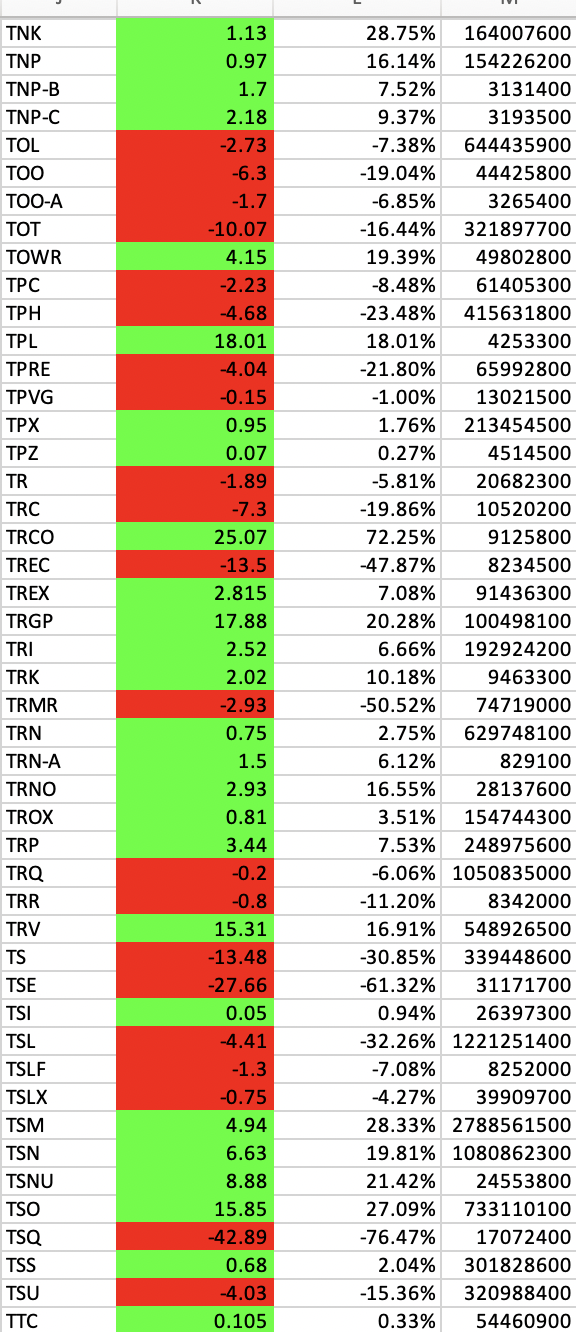 TNK 1.13 28.75% 164007600
TNP 0.97 16.14% 154226200
TNP-B 1.7 7.52% 3131400
TNP-C 2.18 9.37% 3193500
TOL -2.73 -7.38% 644435900
TOO -6.3 -19.04% 44425800
TOO-A -1.7 -6.85% 3265400
TOT -10.07 -16.44% 321897700
TOWR 4.15 19.39% 49802800
TPC -2.23 -8.48% 61405300
TPH -4.68 -23.48% 415631800
TPL 18.01 18.01% 4253300
TPRE -4.04 -21.80% 65992800
TPVG -0.15 -1.00% 13021500
TPX 0.95 1.76% 213454500
TPZ 0.07 0.27% 4514500
TR -1.89 -5.81% 20682300
TRC -7.3 -19.86% 10520200
TRCO 25.07 72.25% 9125800
TREC -13.5 -47.87% 8234500
TREX 2.815 7.08% 91436300
TRGP 17.88 20.28% 100498100
TRI 2.52 6.66% 192924200
TRK 2.02 10.18% 9463300
TRMR -2.93 -50.52% 74719000
TRN 0.75 2.75% 629748100
TRN-A 1.5 6.12% 829100
TRNO 2.93 16.55% 28137600
TROX 0.81 3.51% 154744300
TRP 3.44 7.53% 248975600
TRQ -0.2 -6.06% 1050835000
TRR -0.8 -11.20% 8342000
TRV 15.31 16.91% 548926500
TS -13.48 -30.85% 339448600
TSE -27.66 -61.32% 31171700
TSI 0.05 0.94% 26397300
TSL -4.41 -32.26% 1221251400
TSLF -1.3 -7.08% 8252000
TSLX -0.75 -4.27% 39909700
TSM 4.94 28.33% 2788561500
TSN 6.63 19.81% 1080862300
TSNU 8.88 21.42% 24553800
TSO 15.85 27.09% 733110100
TSQ -42.89 -76.47% 17072400
TSS 0.68 2.04% 301828600
TSU -4.03 -15.36% 320988400
TTC 0.105 0.33% 54460900